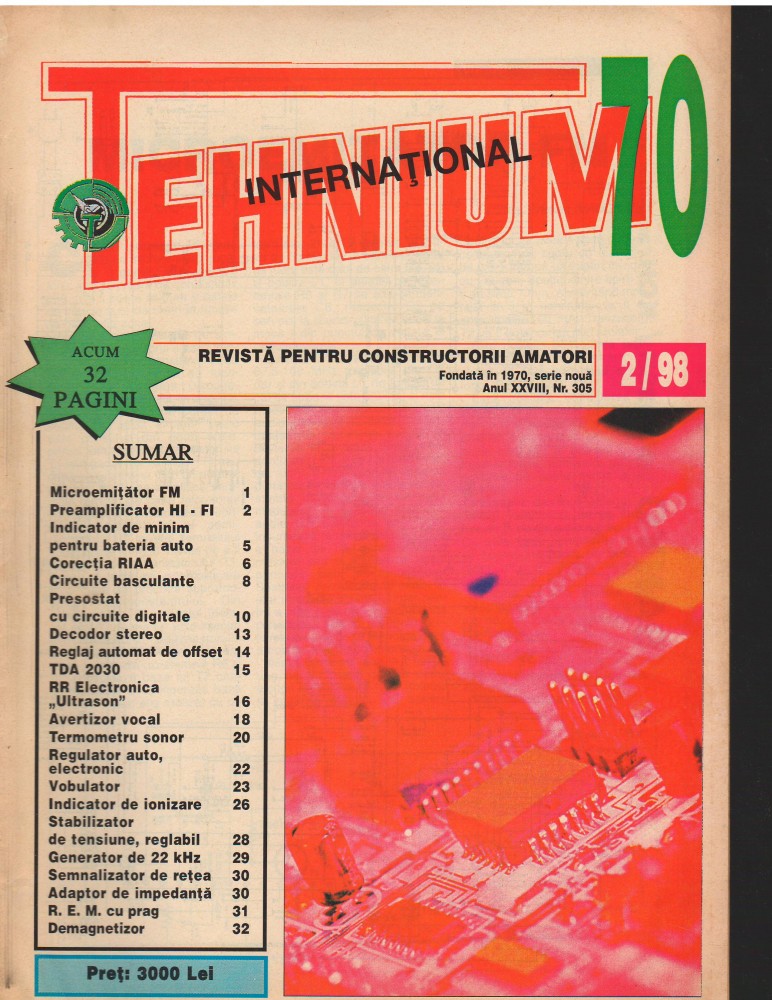 TEHNIUM 70
INTERNAȚIONAL
T
ACUM
32
PAGINI
REVISTĂ PENTRU CONSTRUCTORII AMATORI
Fondată în 1970, serie nouă
Anul XXVIII, Nr. 305
2 / 98
SUMAR
Microemițător FM 1
Preamplificator HI - FI 2
Indicator de minim
pentru bateria auto 5
Corecția RIAA 6
Circuite basculante 8
Presostat
cu circuite digitale 10
Decodor stereo 13
Reglaj automat de offset 14
TDA 2030 15
RR Electronica
„Ultrason” 16
Avertizor vocal 18
Termometru sonor 20
Regulator auto,
electronic 22
Vobulator 23
Indicator de ionizare 26
Stabilizator
de tensiune, reglabil 28
Generator de 22 kHz 29
Semnalizator de rețea 30
Adaptor de impedanță 30
R. E. M. cu prag 31
Demagnetizor 32
Preț: 3000 Lei